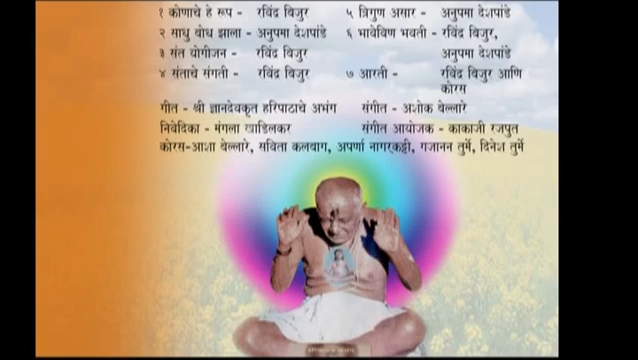 १ कोणाचे हे रूप - रविंद्र विजुर ५ त्रिगुण असार - अनुपमा देशपांडे
२ साधु बोध झाला - अनुपमा देशपांडे ६ भावेविण भक्ती - रविंद्र विजुर,
३ संत योगीजन - रविंद्र विजुर अनुपमा देशपांडे
४ संताचे संगती - रविंद्र विजुर ७ आरती - रविंद्र विजुर आणि
कोरस
गीत - श्री ज्ञानदेवकृत हरिपाठाचे अभंग संगीत - अशोक बेल्लारे
निवेदिका - मंगला खाडिलकर संगीत आयोजक - काकाजी रजपुत
कोरस-आशा बेल्लारे, सविता कलबाग, अपर्णा नागरकट्टी, गजानन तुर्मे, दिनेश तुर्मे